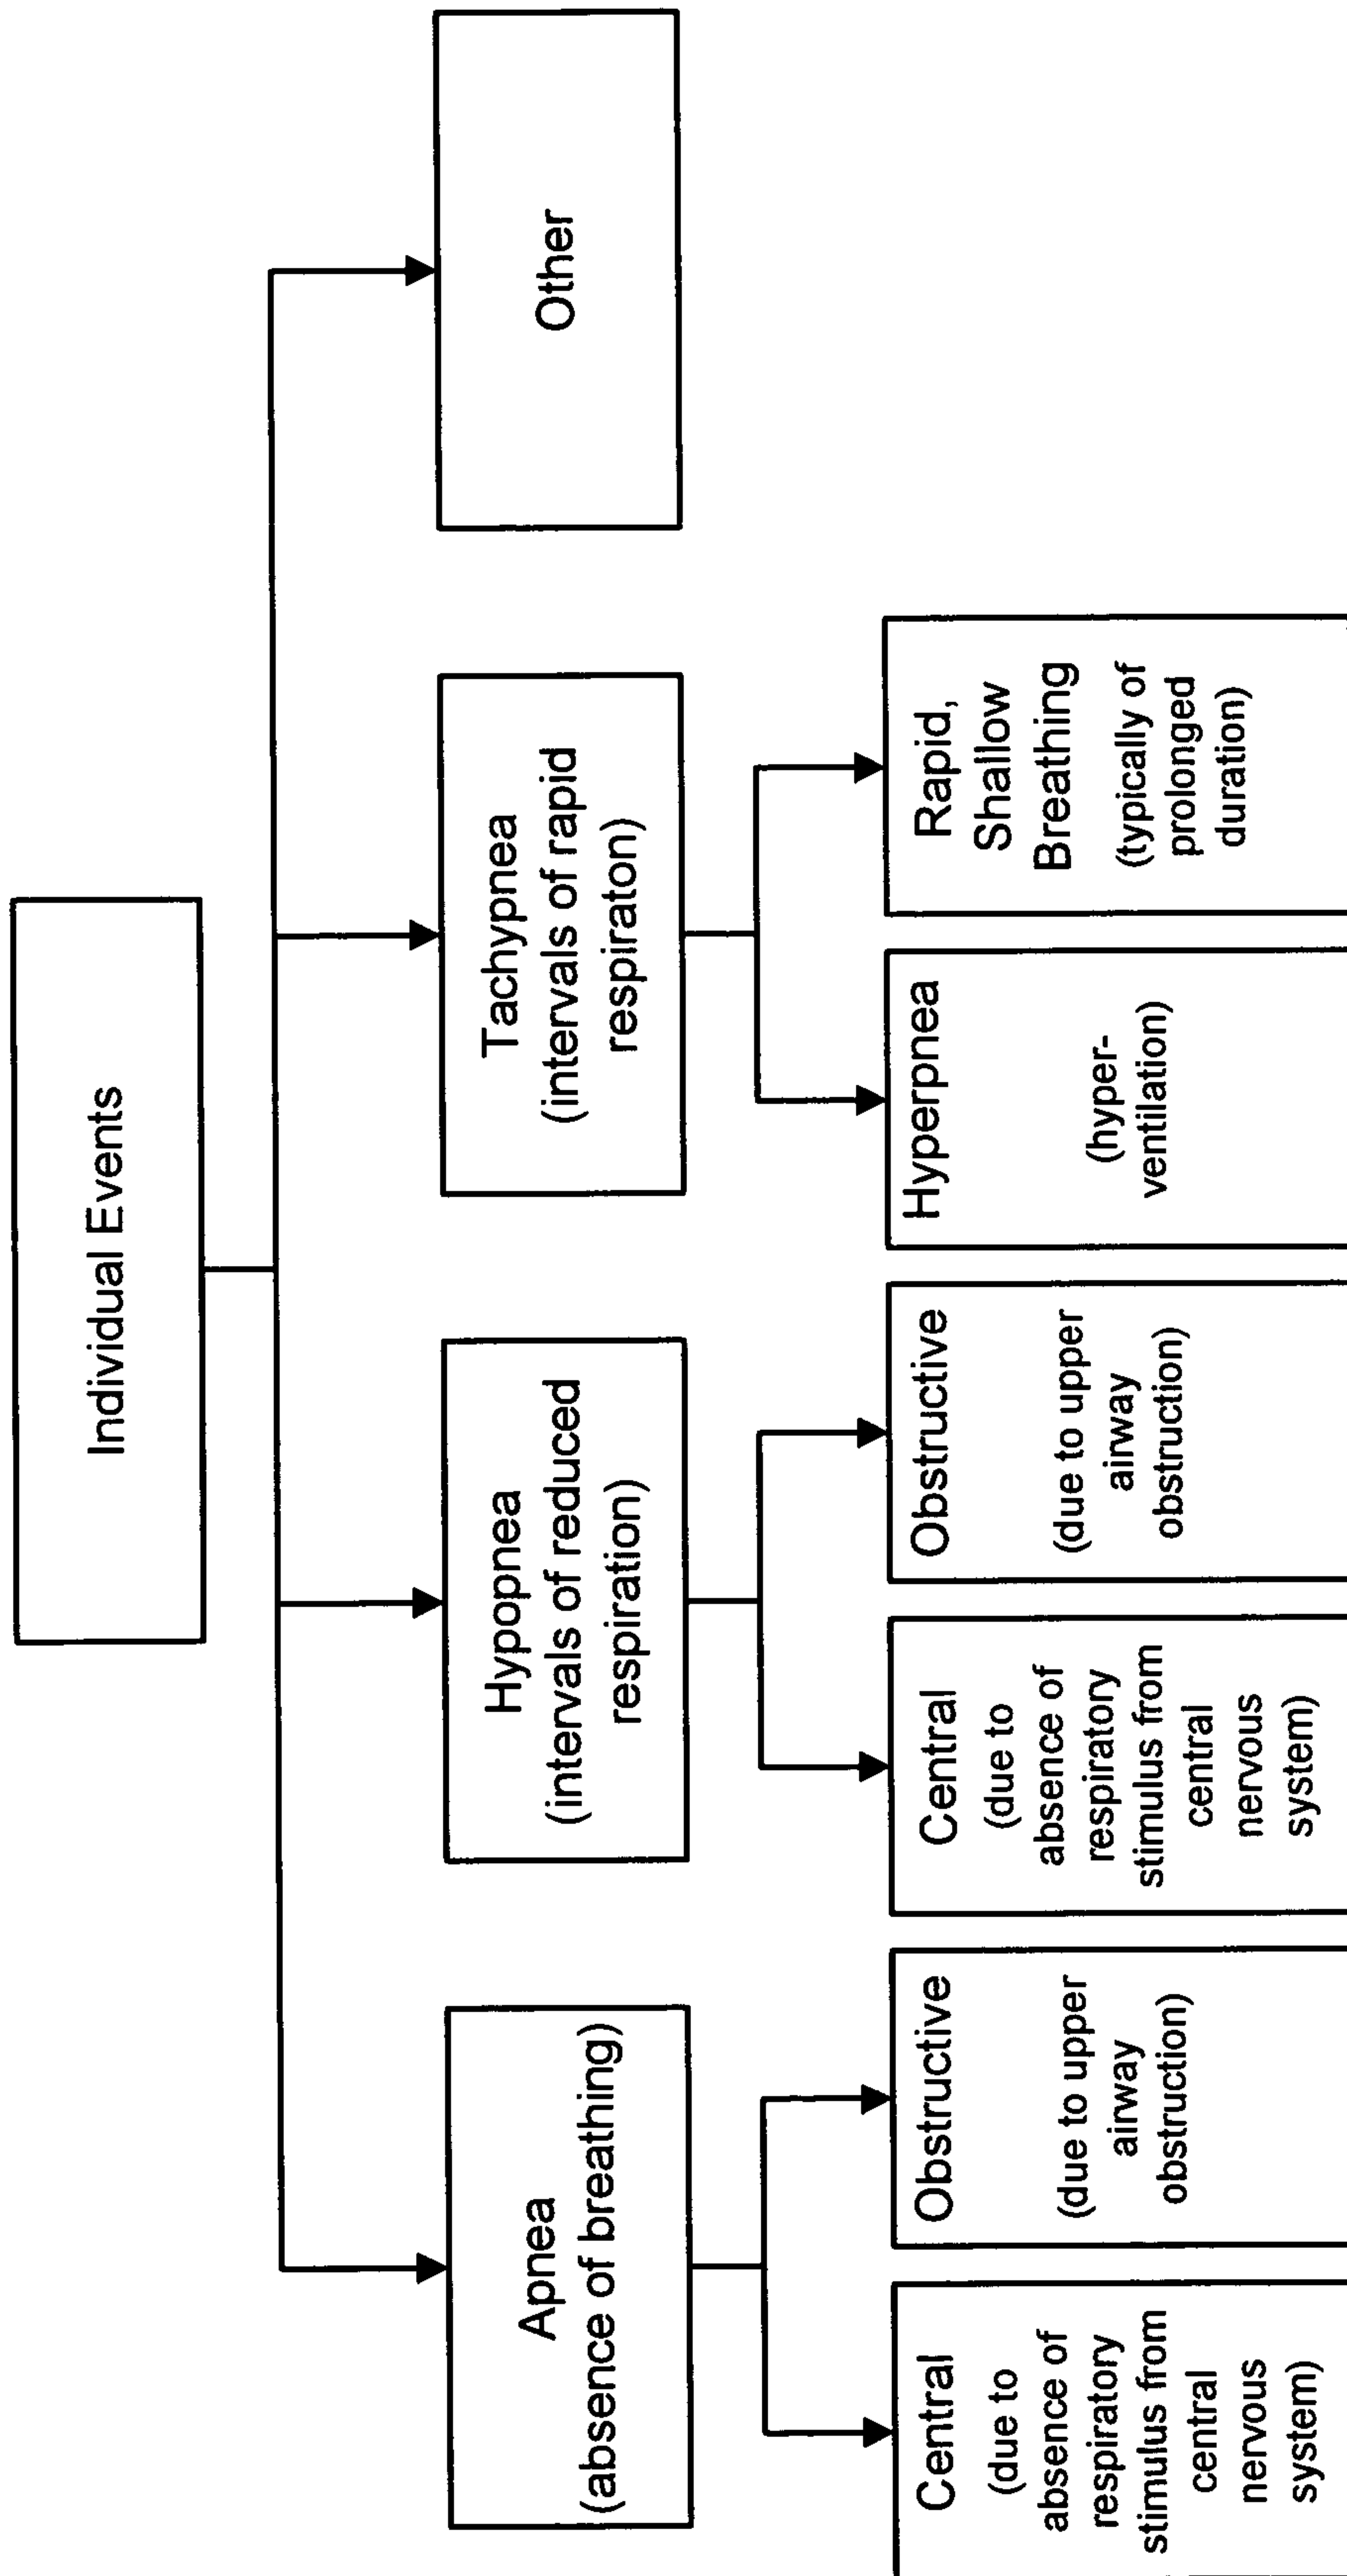 Individual Events
Apnea
(absence of breathing)
Hypopnea
(intervals of reduced
respiration)
Tachypnea
(intervals of rapid
respiraton)
Other
Central
(due to
absence of
respiratory
stimulus from
central
nervous
system)
Obstructive
(due to upper
airway
obstruction)
Central
(due to
absence of
respiratory
stimulus from
central
nervous
system)
Obstructive
(due to upper
airway
obstruction)
Hyperpnea
(hyper-
ventilation)
Rapid,
Shallow
Breathing
(typically of
prolonged
duration)